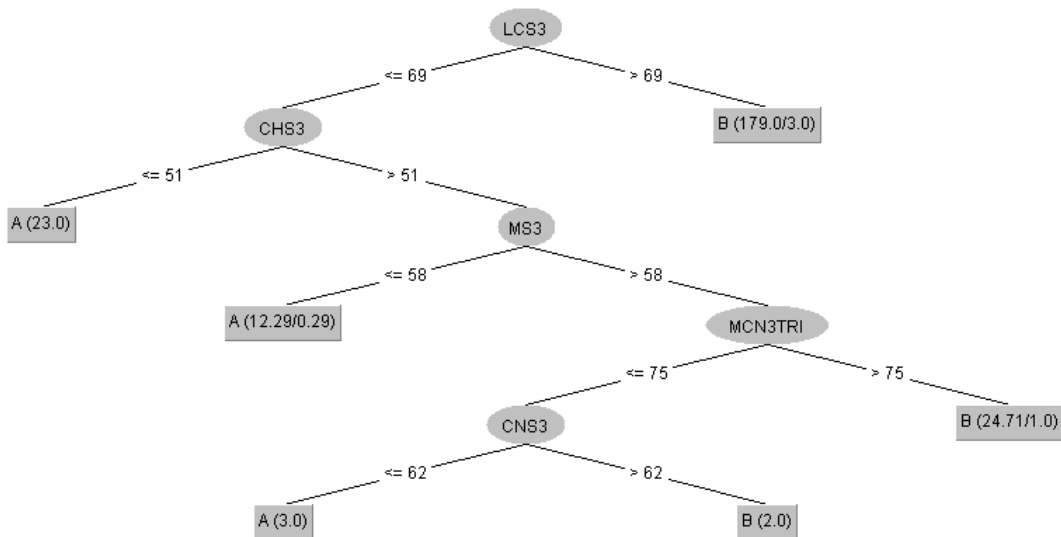 LCS3
<= 69
> 69
CHS3
B (179.0/3.0)
<= 51
> 51
A (23.0)
MS3
<= 58
> 58
A (12.29/0.29)
MCN3TRI
<= 75
> 75
CNS3
B (24.71/1.0)
<= 62
> 62
A (3.0)
B (2.0)